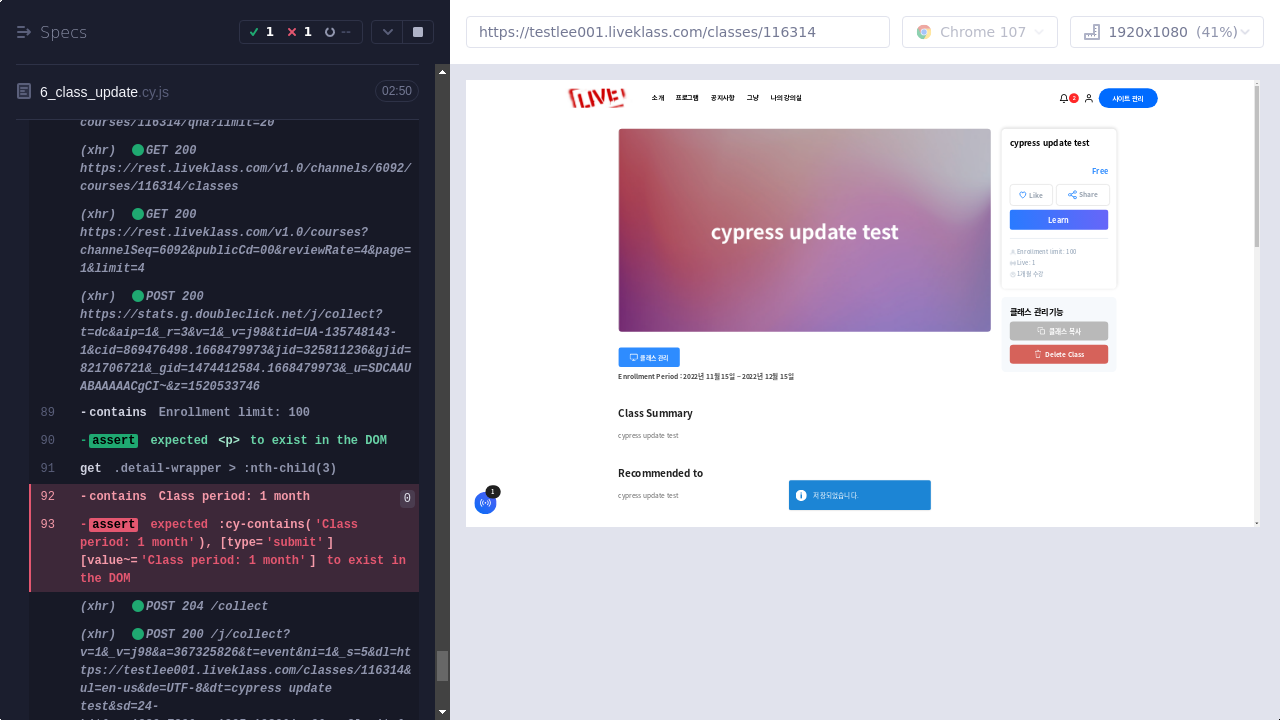 Specs
1
1
--
https://testlee001.liveklass.com/classes/116314
Chrome 107
1920x1080 (41%)
6_class_update.cy.js
02:50
courses/116314/qna?limit=20
(xhr) GET 200
https://rest.liveklass.com/v1.0/channels/6092/
courses/116314/classes
(xhr) GET 200
https://rest.liveklass.com/v1.0/courses?
channelSeq=6092&publicCd=00&reviewRate=4&page=
1&limit=4
(xhr) POST 200
https://stats.g.doubleclick.net/j/collect?
t=dc&aip=1&_r=3&v=1&_v=j98&tid=UA-135748143-
1&cid=869476498.1668479973&jid=325811236&gjid=
821706721&_gid=1474412584.1668479973&_u=SDCAAU
ABAAAAACgCI~&z=1520533746
89 -contains Enrollment limit: 100
90 -assert expected <p> to exist in the DOM
91 get .detail-wrapper > :nth-child(3)
92 -contains Class period: 1 month 0
93 -assert expected :cy-contains('Class
period: 1 month'), [type='submit']
[value~='Class period: 1 month'] to exist in
the DOM
(xhr) POST 204 /collect
(xhr) POST 200 /j/collect?
v=1&_v=j98&a=367325826&t=event&ni=1&_s=5&dl=ht
tps://testlee001.liveklass.com/classes/116314&
ul=en-us&de=UTF-8&dt=cypress update
test&sd=24-
LIVE!
소개 프로그램 공지사항 그냥 나의 강의실
2
사이트 관리
cypress update test
cypress update test
Free
Like
Share
Learn
Enrollment limit: 100
Live: 1
1개월 수강
클래스 관리기능
클래스 복사
Delete Class
클래스 관리
Enrollment Period : 2022년 11월 15일 ~ 2022년 12월 15일
Class Summary
cypress update test
Recommended to
cypress update test
저장되었습니다.
1